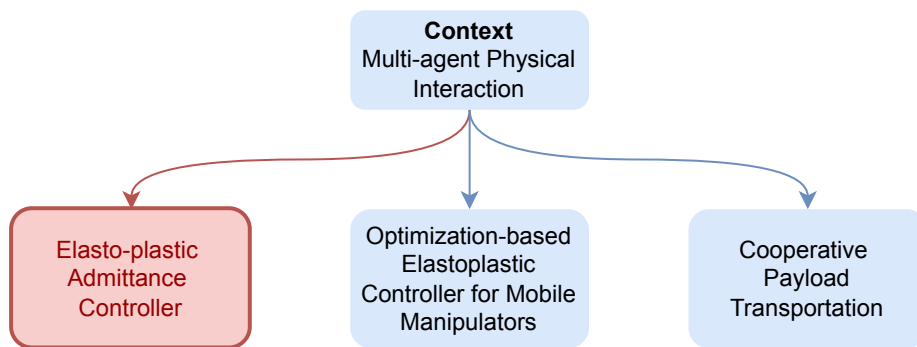 Context
Multi-agent Physical
Interaction
Elasto-plastic
Admittance
Controller
Optimization-based
Elastoplastic
Controller for Mobile
Manipulators
Cooperative
Payload
Transportation